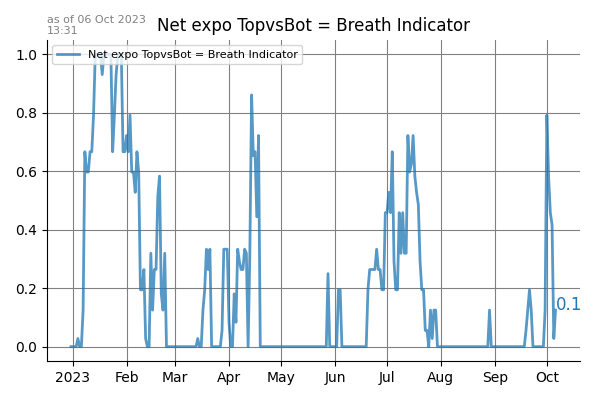 as of 06 Oct 2023
13:31
Net expo TopvsBot = Breath Indicator
Net expo TopvsBot = Breath Indicator
1.0
0.8
0.6
0.4
0.2
0.0
0.1
2023 Feb Mar Apr May Jun Jul Aug Sep Oct